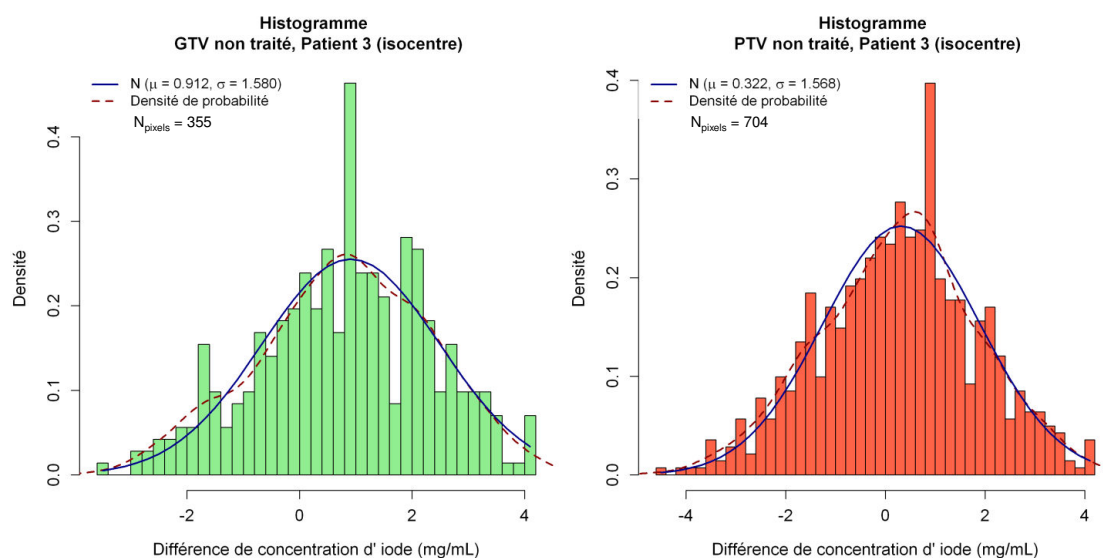 Histogramme
GTV non traité, Patient 3 (isocentre)
N (μ = 0.912, σ = 1.580)
Densité de probabilité
N pixels = 355
Densité
0.0
0.1
0.2
0.3
0.4
-2
0
2
4
Différence de concentration d' iode (mg/mL)
Histogramme
PTV non traité, Patient 3 (isocentre)
N (μ = 0.322, σ = 1.568)
Densité de probabilité
N pixels = 704
Densité
0.0
0.1
0.2
0.3
0.4
-4
-2
0
2
4
Différence de concentration d' iode (mg/mL)